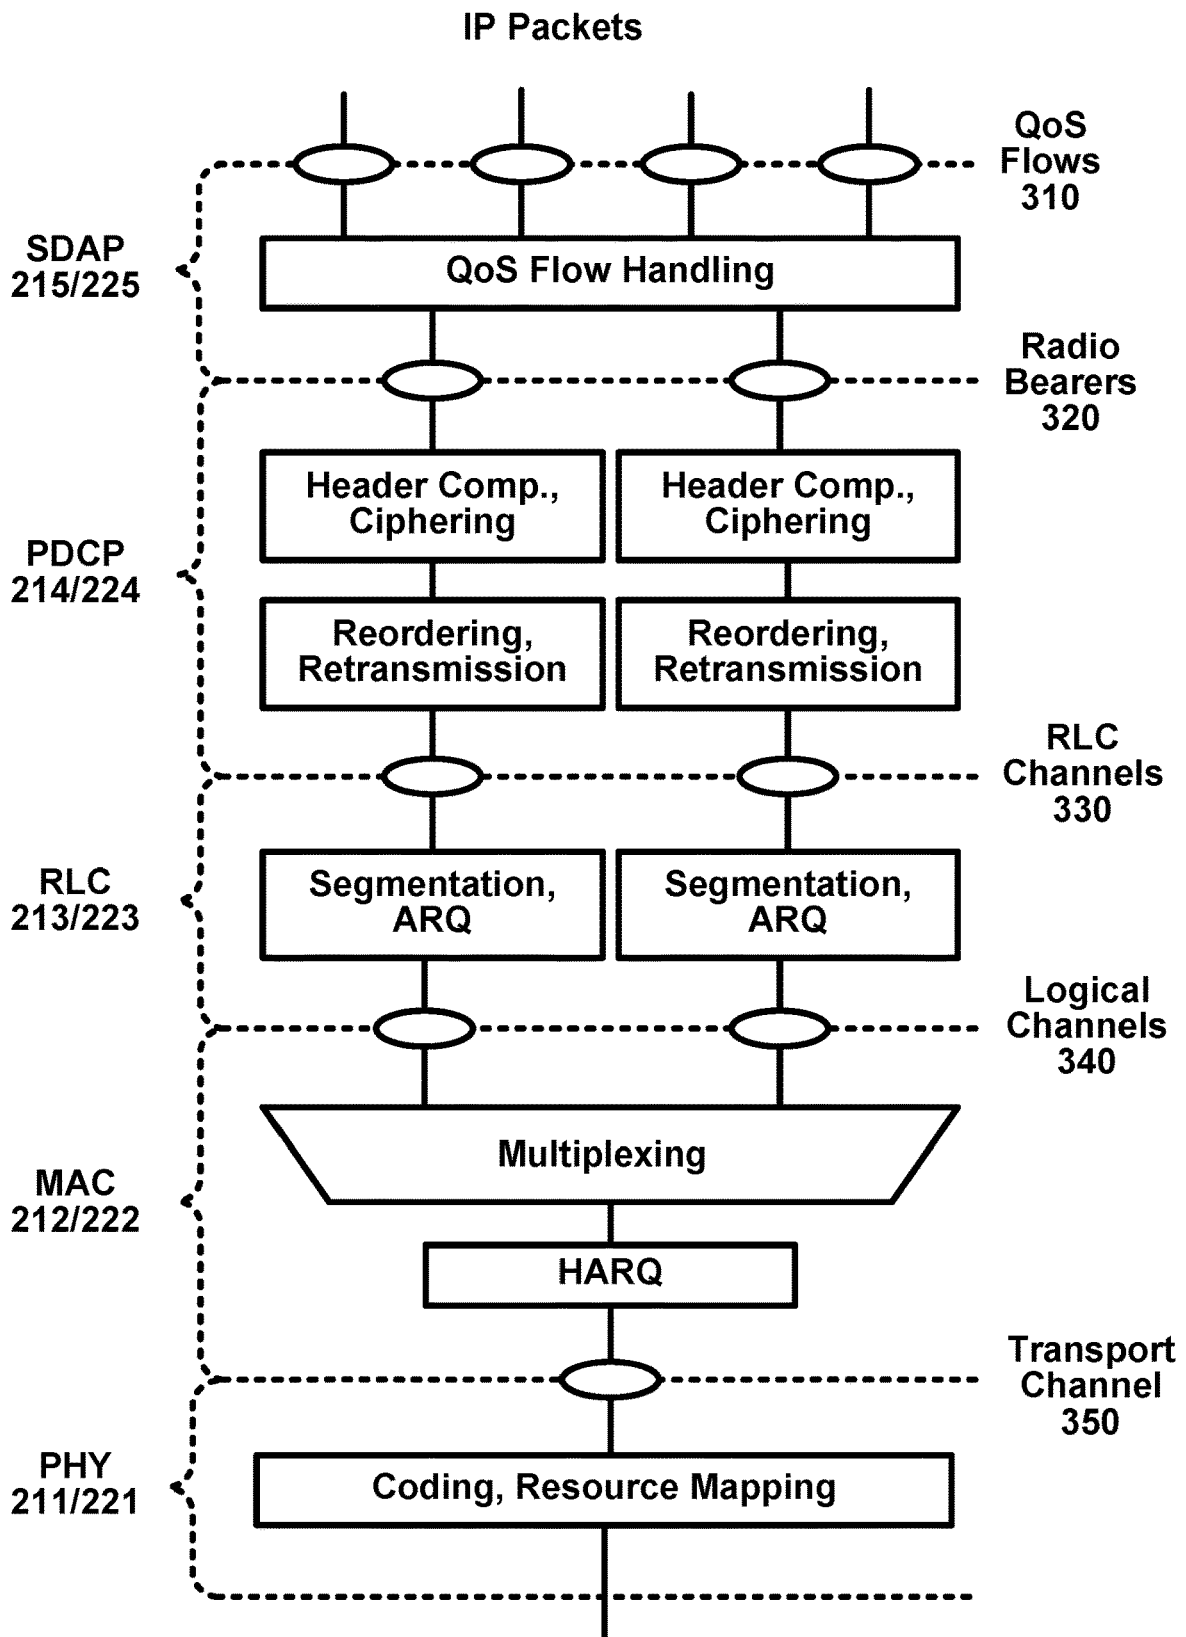 IP Packets
QoS
Flows
310
SDAP
215/225
QoS Flow Handling
Radio
Bearers
320
Header Comp.,
Ciphering
Header Comp.,
Ciphering
PDCP
214/224
Reordering,
Retransmission
Reordering,
Retransmission
RLC
Channels
330
RLC
213/223
Segmentation,
ARQ
Segmentation,
ARQ
Logical
Channels
340
Multiplexing
MAC
212/222
HARQ
Transport
Channel
350
PHY
211/221
Coding, Resource Mapping